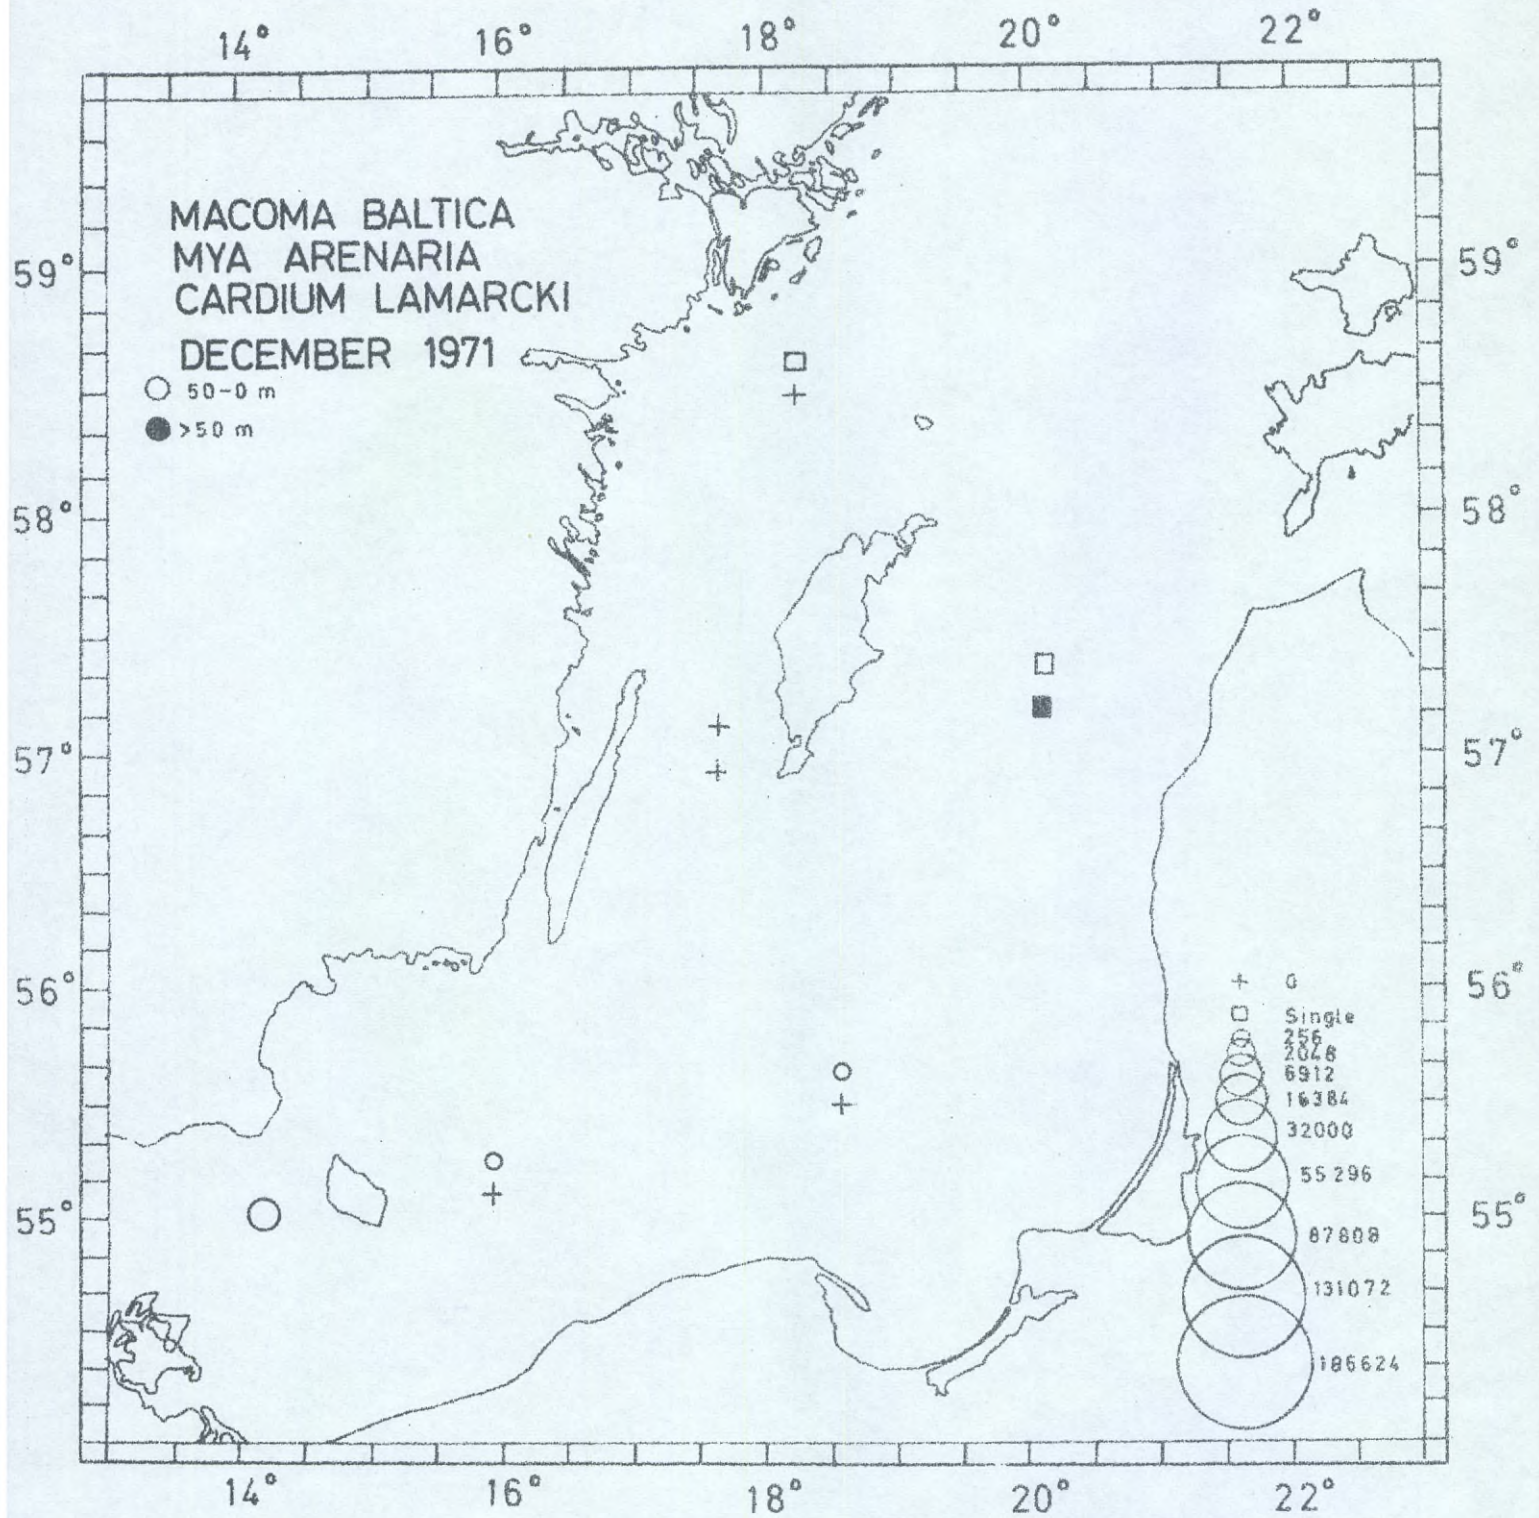 14° 16° 18° 20° 22°
MACOMA BALTICA
MYA ARENARIA
CARDIUM LAMARCKI
DECEMBER 1971
○ 50-0 m
● >50 m
59° 59°
58° 58°
57° 57°
56° 56°
+ 0
□ Single
256
2048
6912
16384
32000
55296
55° 55°
87808
131072
186624
14° 16° 18° 20° 22°